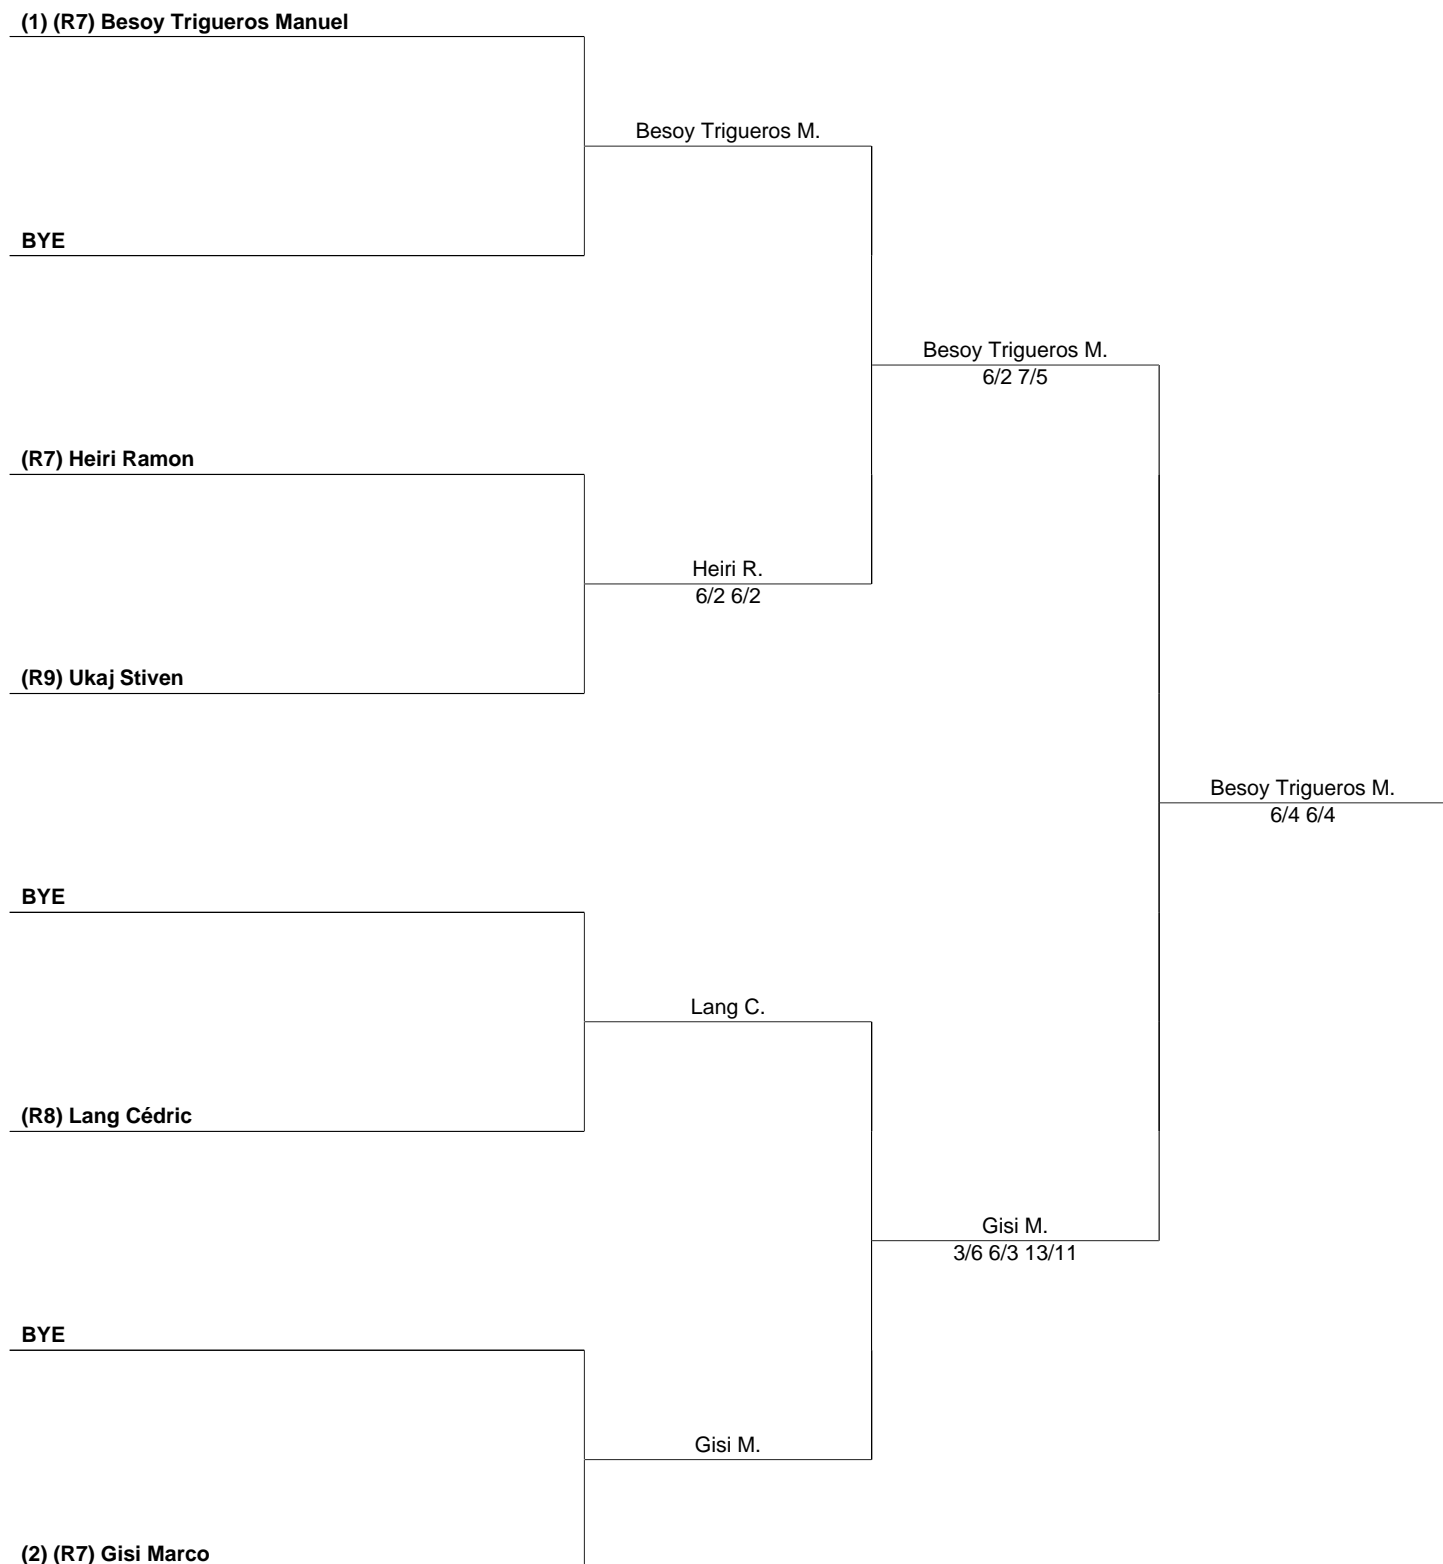 (1) (R7) Besoy Trigueros Manuel
Besoy Trigueros M.
BYE
Besoy Trigueros M.
6/2 7/5
(R7) Heiri Ramon
Heiri R.
6/2 6/2
(R9) Ukaj Stiven
Besoy Trigueros M.
6/4 6/4
BYE
Lang C.
(R8) Lang Cédric
Gisi M.
3/6 6/3 13/11
BYE
Gisi M.
(2) (R7) Gisi Marco